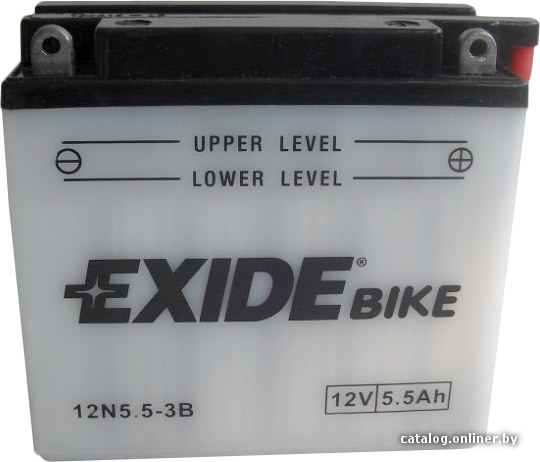 UPPER LEVEL
LOWER LEVEL
EXIDE® BIKE
12N5.5-3B
12V 5.5Ah
catalog.onliner.by